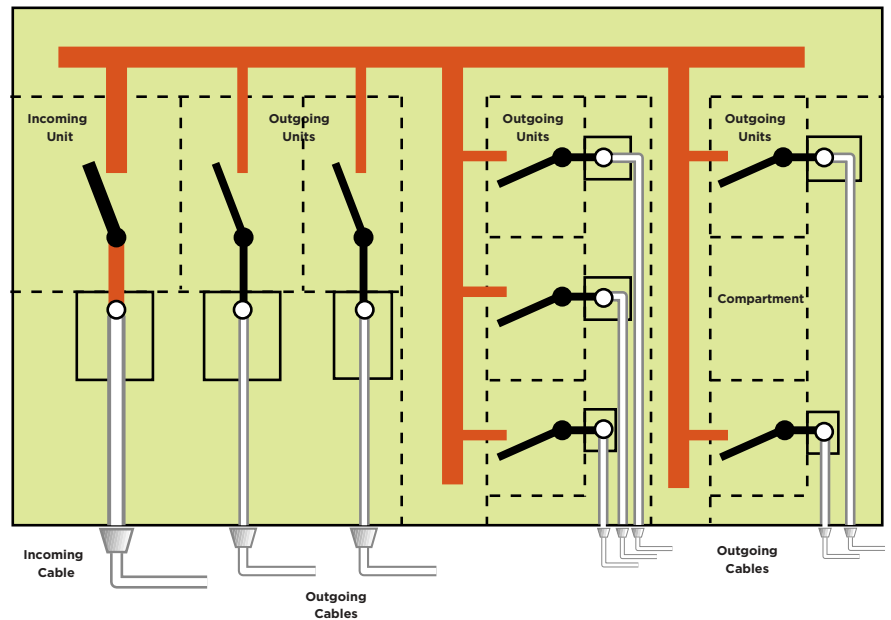 Incoming
Unit
Outgoing
Units
Outgoing
Units
Outgoing
Units
Compartment
Incoming
Cable
Outgoing
Cables
Outgoing
Cables